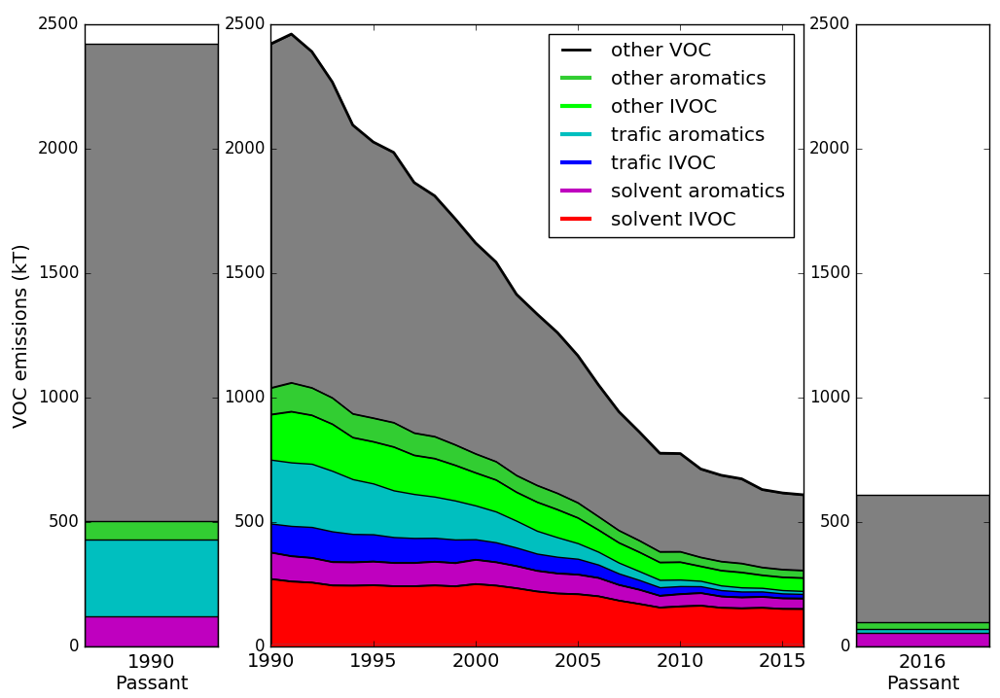 VOC emissions (kT)
2500
2000
1500
1000
500
0
1990
Passant
2500
2000
1500
1000
500
0
1990
1995
2000
2005
2010
2015
other VOC
other aromatics
other IVOC
trafic aromatics
trafic IVOC
solvent aromatics
solvent IVOC
2500
2000
1500
1000
500
0
2016
Passant